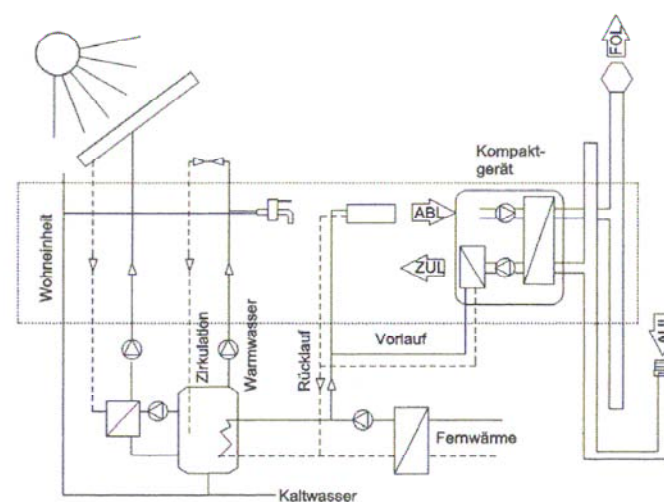 FOL
Kompakt-
gerät
ABL
ZUL
AUL
Wohneinheit
Zirkulation
Warmwasser
Rücklauf
Vorlauf
Fernwärme
Kaltwasser